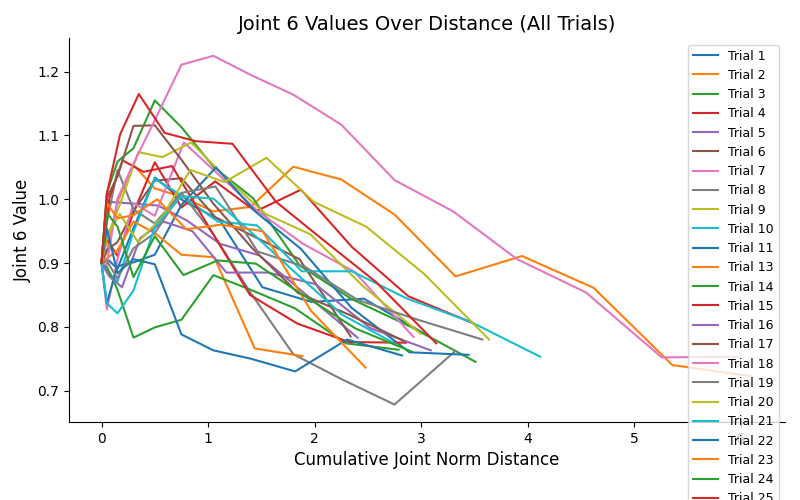 Joint 6 Values Over Distance (All Trials)
Joint 6 Value
1.2
1.1
1.0
0.9
0.8
0.7
0
1
2
3
4
5
Cumulative Joint Norm Distance
Trial 1
Trial 2
Trial 3
Trial 4
Trial 5
Trial 6
Trial 7
Trial 8
Trial 9
Trial 10
Trial 11
Trial 13
Trial 14
Trial 15
Trial 16
Trial 17
Trial 18
Trial 19
Trial 20
Trial 21
Trial 22
Trial 23
Trial 24
Trial 25